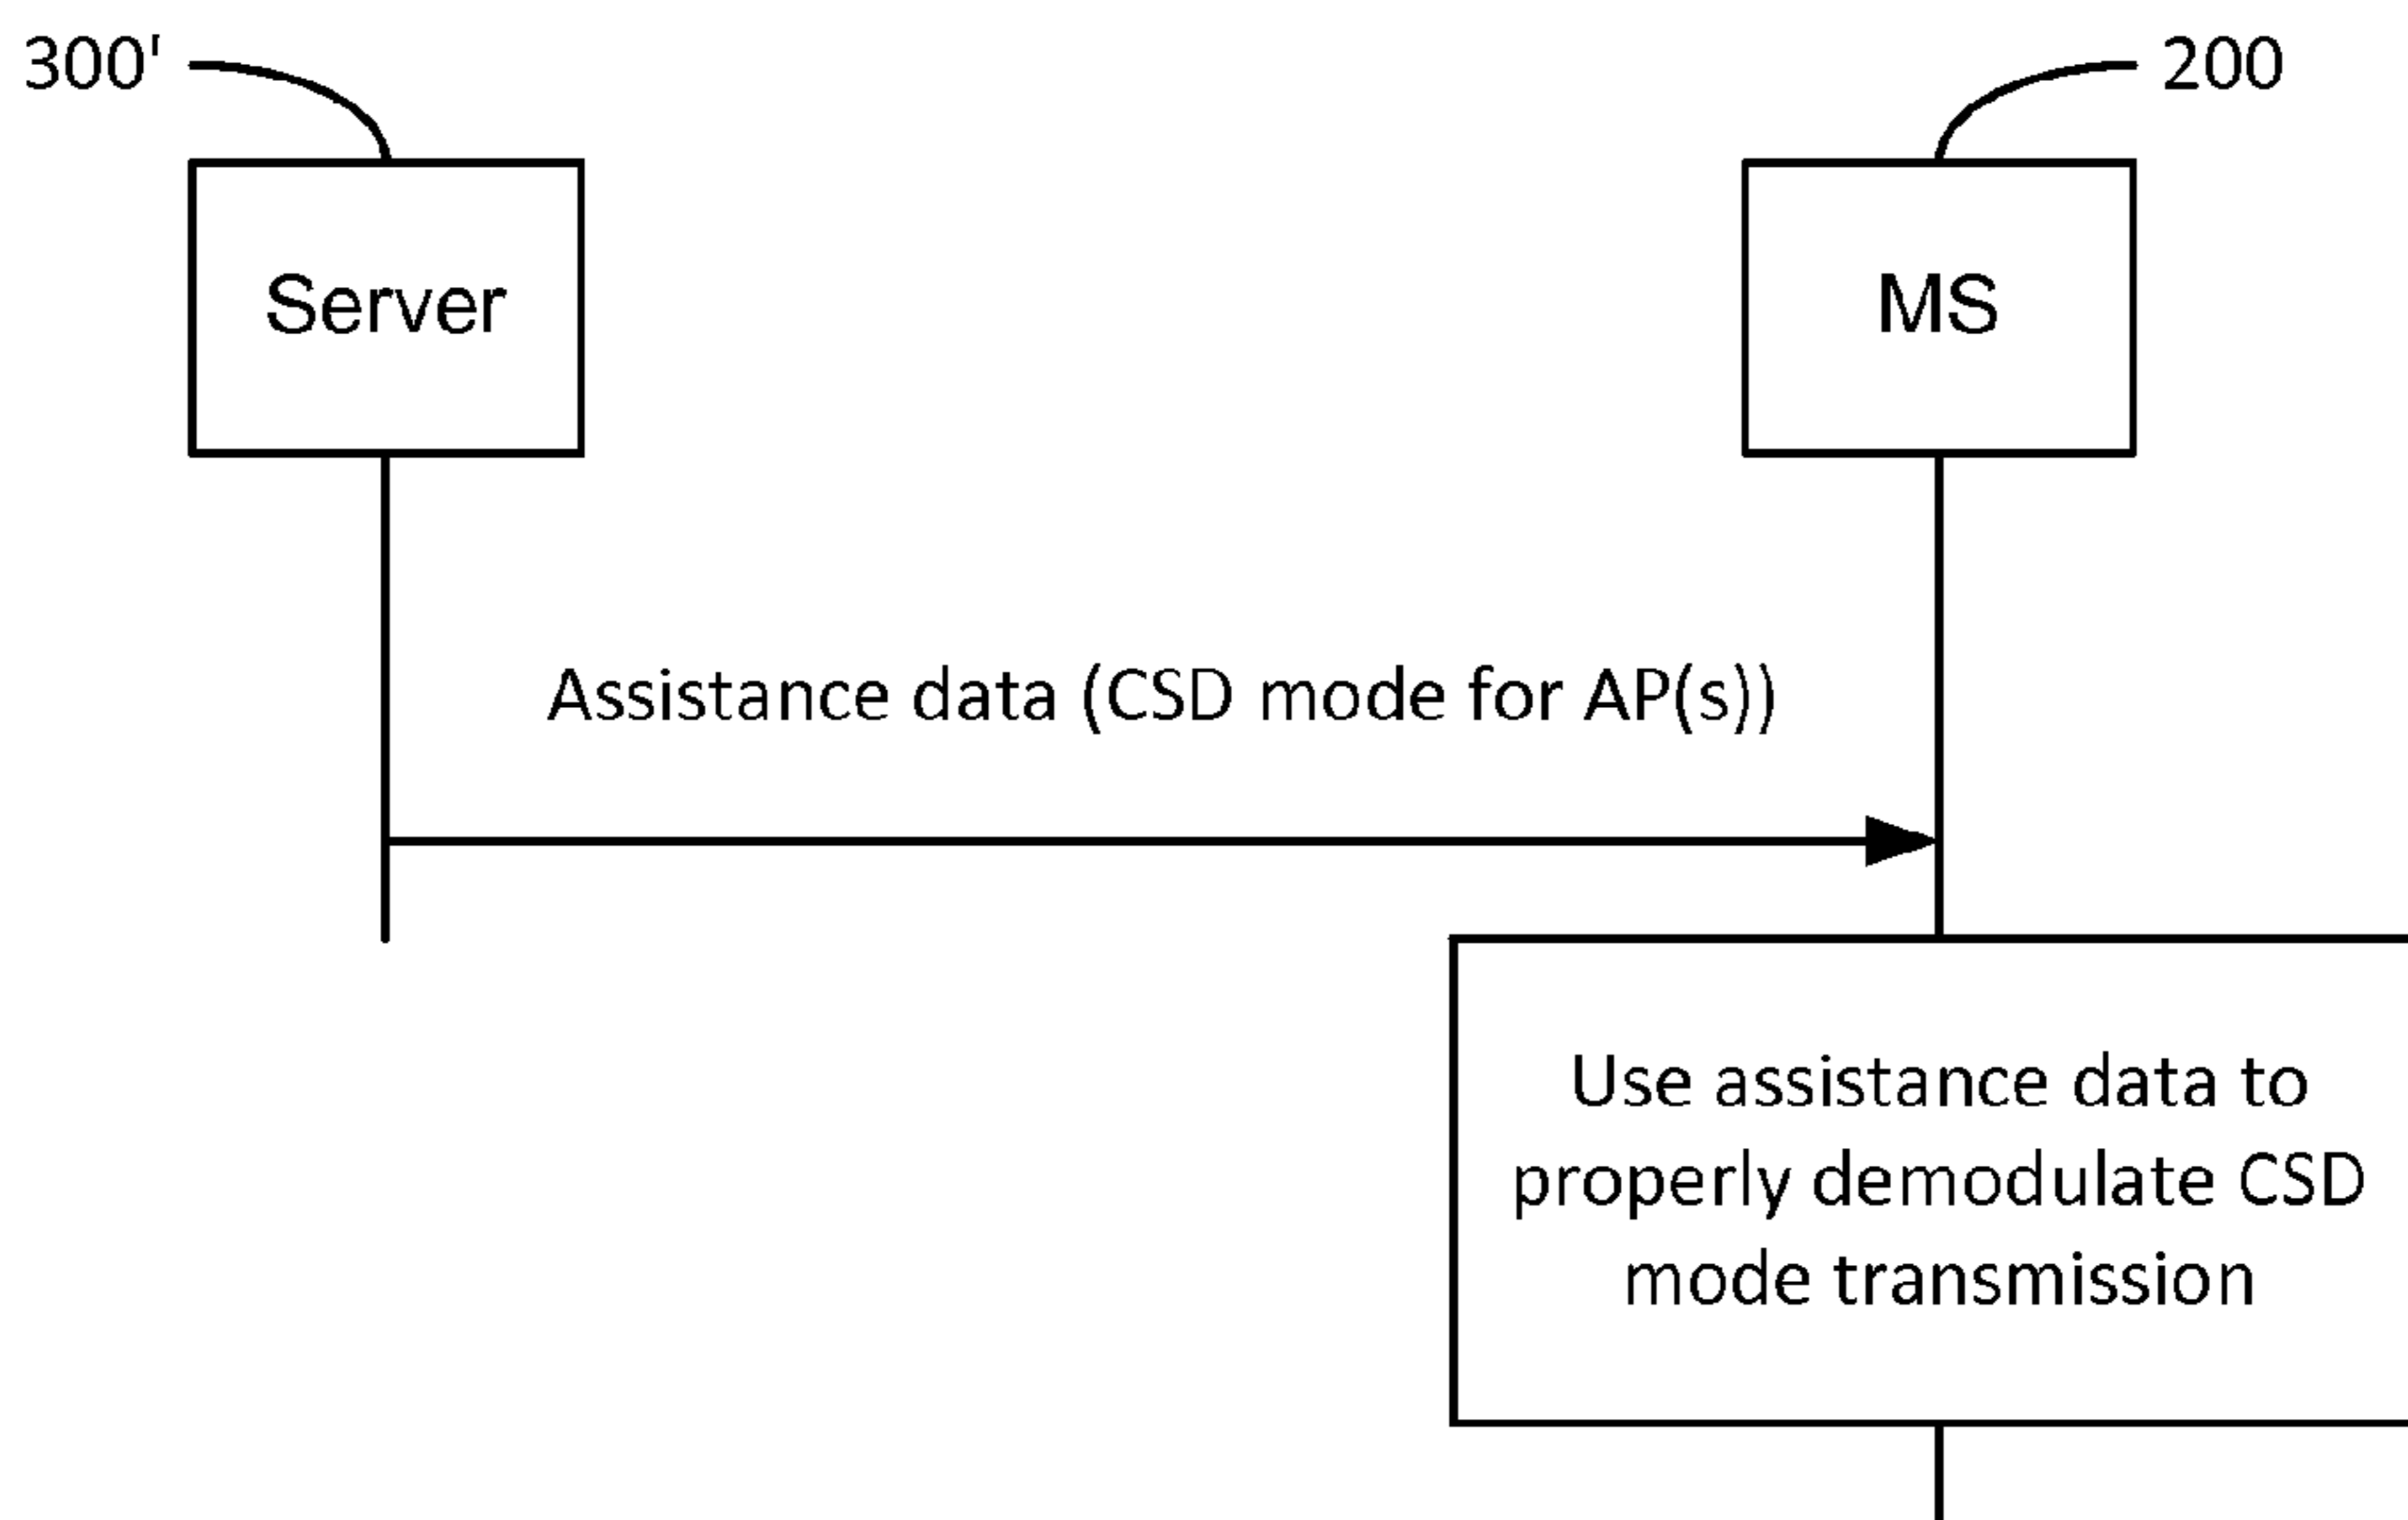 300'
200
Server
MS
Assistance data (CSD mode for AP(s))
Use assistance data to
properly demodulate CSD
mode transmission